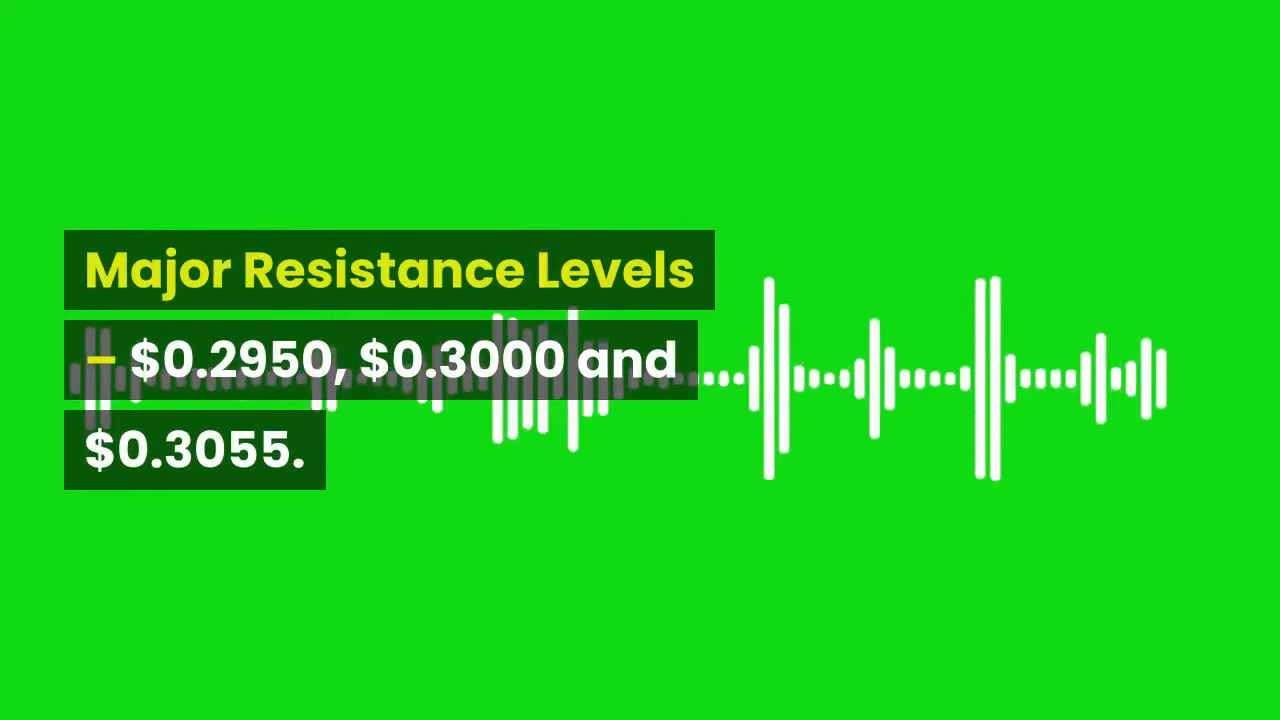 Major Resistance Levels
– $0.2950, $0.3000 and
$0.3055.